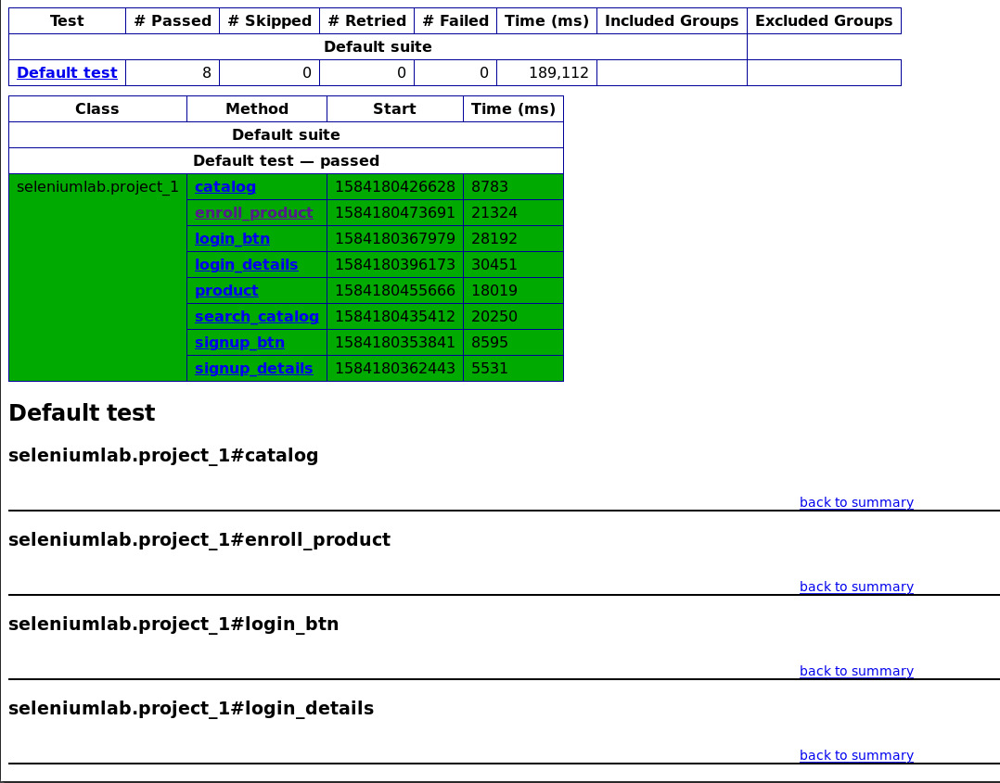 Test # Passed # Skipped # Retried # Failed Time (ms) Included Groups Excluded Groups
Default suite
Default test 8 0 0 0 189,112
Class Method Start Time (ms)
Default suite
Default test — passed
seleniumlab.project_1 catalog 1584180426628 8783
enroll_product 1584180473691 21324
login_btn 1584180367979 28192
login_details 1584180396173 30451
product 1584180455666 18019
search_catalog 1584180435412 20250
signup_btn 1584180353841 8595
signup_details 1584180362443 5531
Default test
seleniumlab.project_1#catalog
back to summary
seleniumlab.project_1#enroll_product
back to summary
seleniumlab.project_1#login_btn
back to summary
seleniumlab.project_1#login_details
back to summary